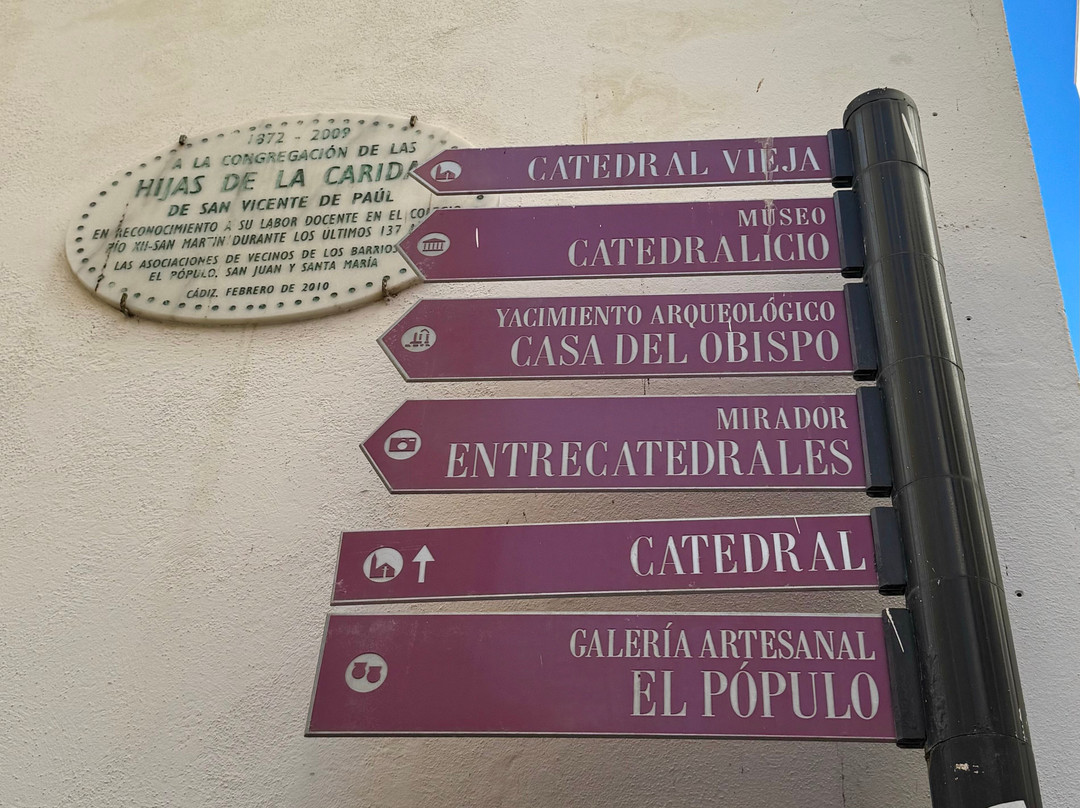 1872 - 2009
A LA CONGREGACIÓN DE LAS
HIJAS DE LA CARIDA
DE SAN VICENTE DE PAÚL
EN RECONOCIMIENTO A SU LABOR DOCENTE EN EL COLEGIO
PÍO XII-SAN MARTIN DURANTE LOS ULTIMOS 137
LAS ASOCIACIONES DE VECINOS DE LOS BARRIOS
EL PÓPULO, SAN JUAN Y SANTA MARÍA
CÁDIZ, FEBRERO DE 2010
CATEDRAL VIEJA
MUSEO
CATEDRALICIO
YACIMIENTO ARQUEOLÓGICO
CASA DEL OBISPO
MIRADOR
ENTRECATEDRALES
CATEDRAL
GALERÍA ARTESANAL
EL PÓPULO